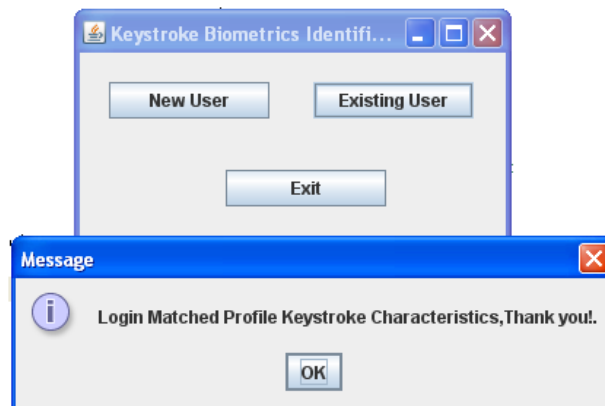 Keystroke Biometrics Identifi...
New User
Existing User
Exit
Message
Login Matched Profile Keystroke Characteristics,Thank you!.
OK